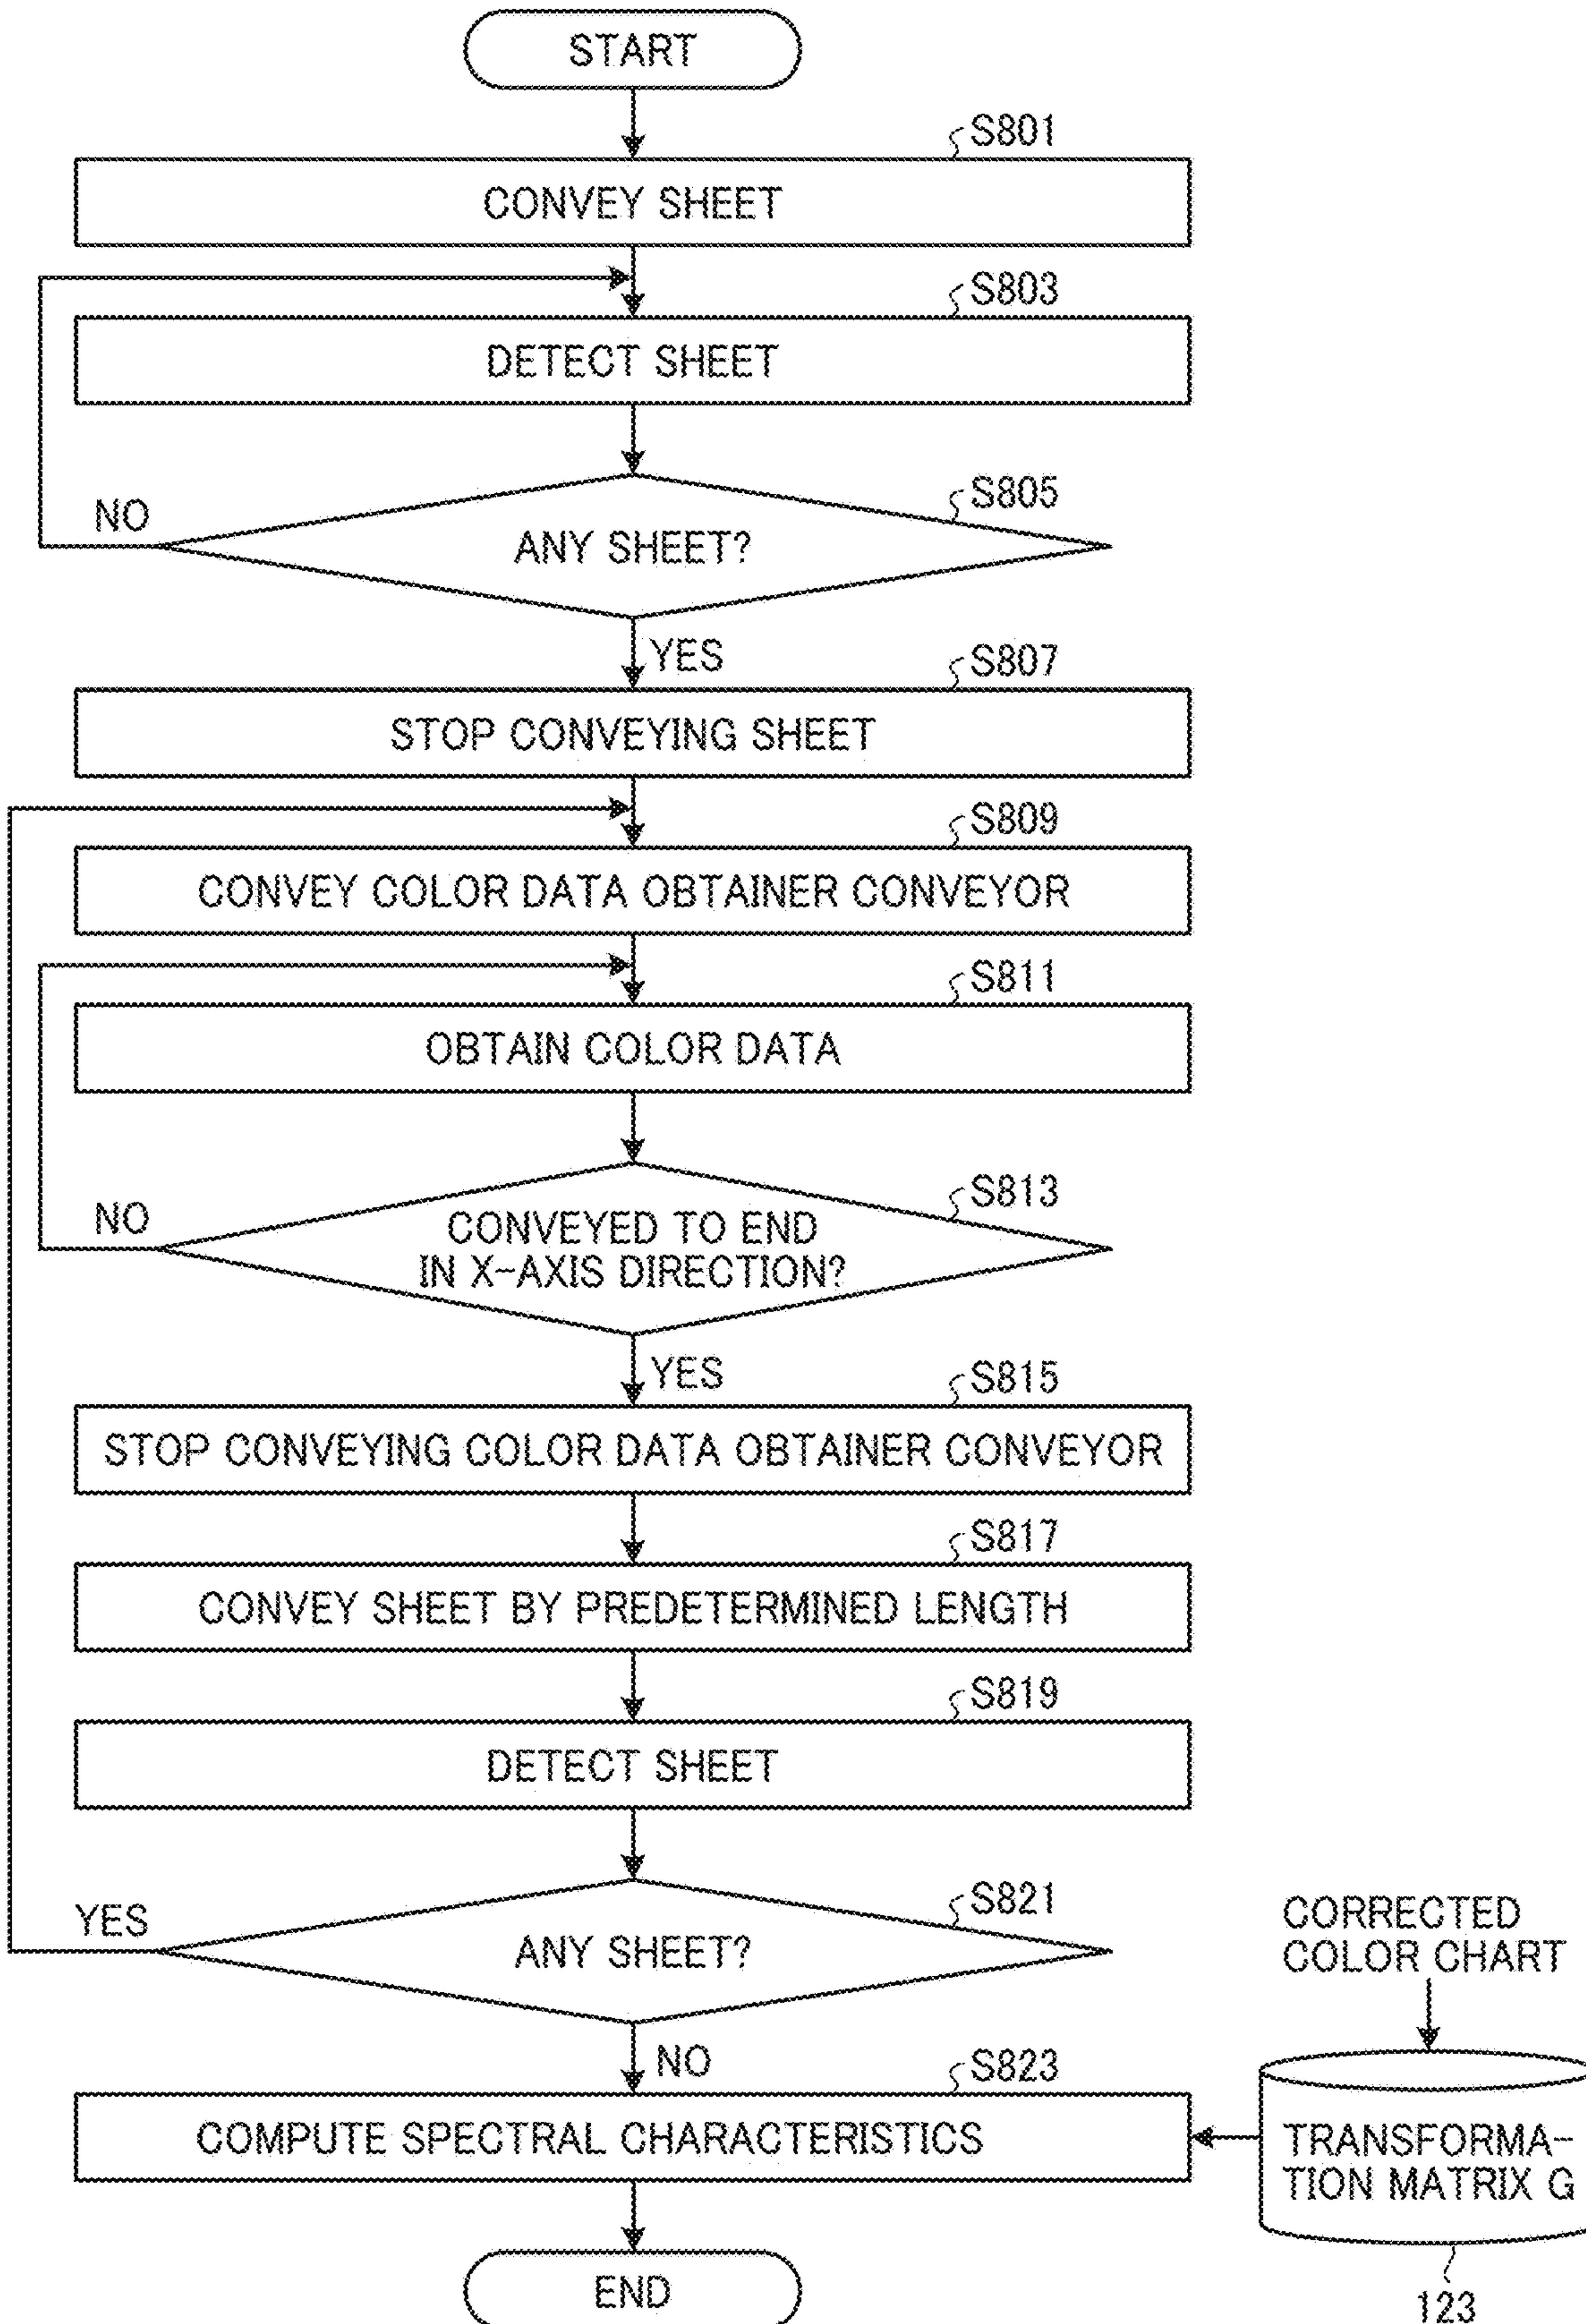 START
S801
CONVEY SHEET
S803
DETECT SHEET
S805
NO
ANY SHEET?
YES
S807
STOP CONVEYING SHEET
S809
CONVEY COLOR DATA OBTAINER CONVEYOR
S811
OBTAIN COLOR DATA
S813
NO
CONVEYED TO END
IN X-AXIS DIRECTION?
YES
S815
STOP CONVEYING COLOR DATA OBTAINER CONVEYOR
S817
CONVEY SHEET BY PREDETERMINED LENGTH
S819
DETECT SHEET
S821
YES
ANY SHEET?
CORRECTED
COLOR CHART
NO
S823
COMPUTE SPECTRAL CHARACTERISTICS
TRANSFORMA-
TION MATRIX G
END
123